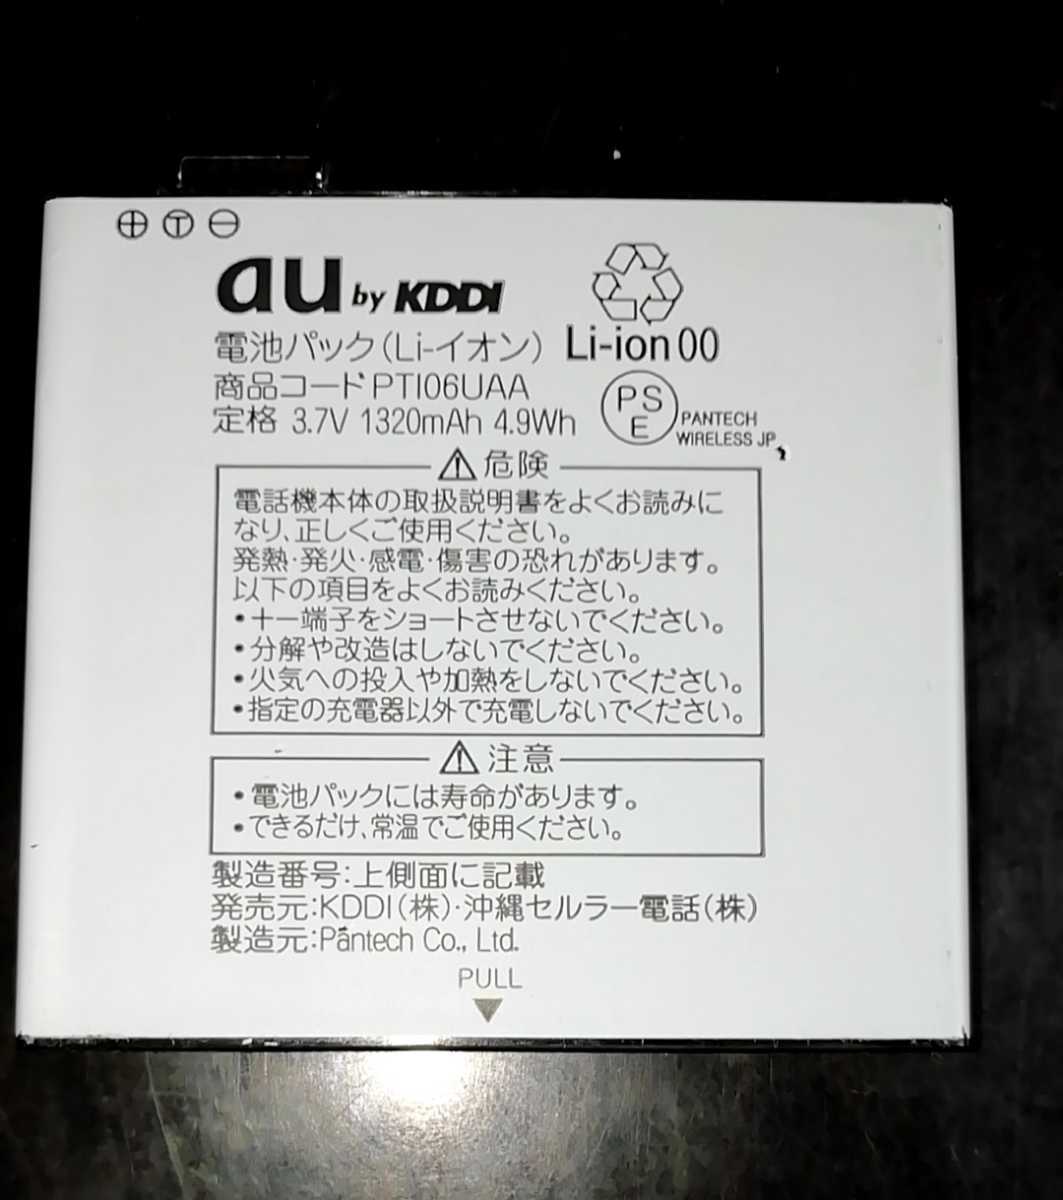 ⊕ Ⓣ ⊖
au by KDDI
電池パック(Li-イオン) Li-ion 00
商品コードPTI06UAA
定格 3.7V 1320mAh 4.9Wh
PS
E
PANTECH
WIRELESS JP
⚠危険
電話機本体の取扱説明書をよくお読みに
なり、正しくご使用ください。
発熱・発火・感電・傷害の恐れがあります。
以下の項目をよくお読みください。
・+ー端子をショートさせないでください。
・分解や改造はしないでください。
・火気への投入や加熱をしないでください。
・指定の充電器以外で充電しないでください。
⚠注意
・電池パックには寿命があります。
・できるだけ、常温でご使用ください。
製造番号:上側面に記載
発売元:KDDI(株)・沖縄セルラー電話(株)
製造元:Pantech Co., Ltd.
PULL
▼